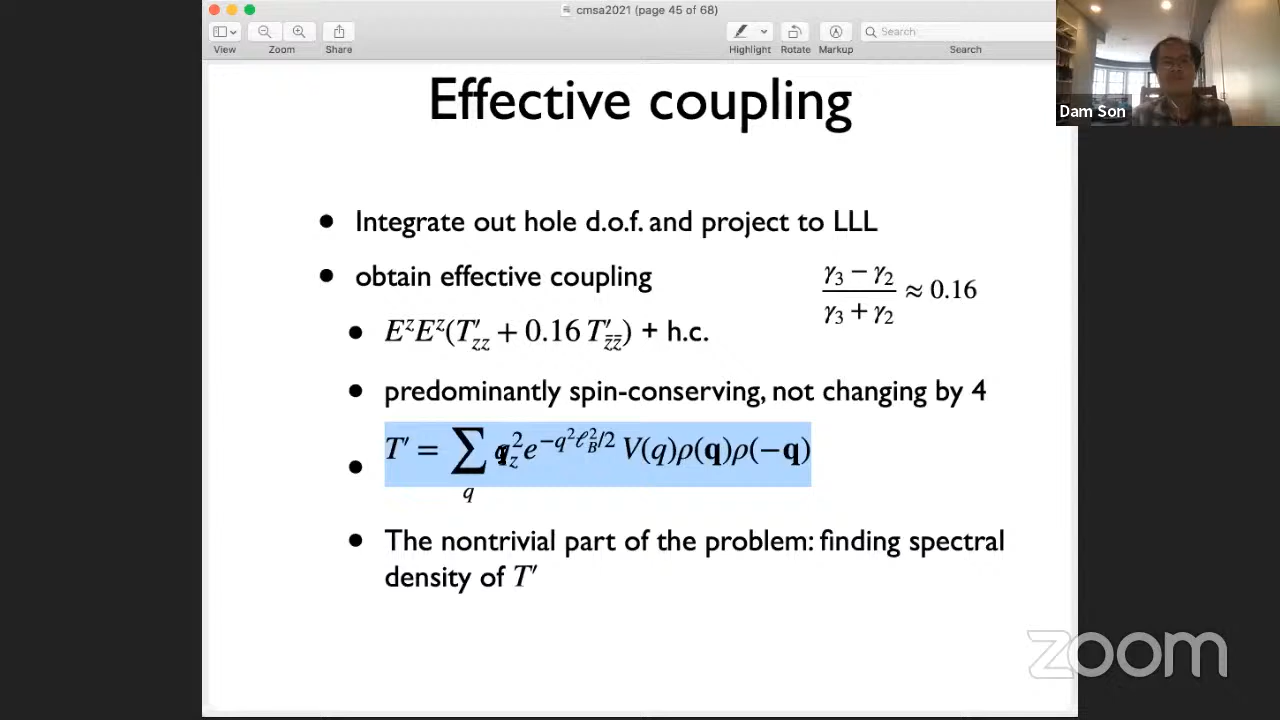 cmsa2021 (page 45 of 68)
View Zoom Share Highlight Rotate Markup Search
Search
Dam Son
Effective coupling
• Integrate out hole d.o.f. and project to LLL
• obtain effective coupling
(γ₃ − γ₂)/(γ₃ + γ₂) ≈ 0.16
• EᶻEᶻ(T′_zz + 0.16 T′_z̄z̄) + h.c.
• predominantly spin-conserving, not changing by 4
• T′ = ∑_q q_z² e^{−q²ℓ_B²/2} V(q)ρ(𝐪)ρ(−𝐪)
• The nontrivial part of the problem: finding spectral
density of T′
zoom